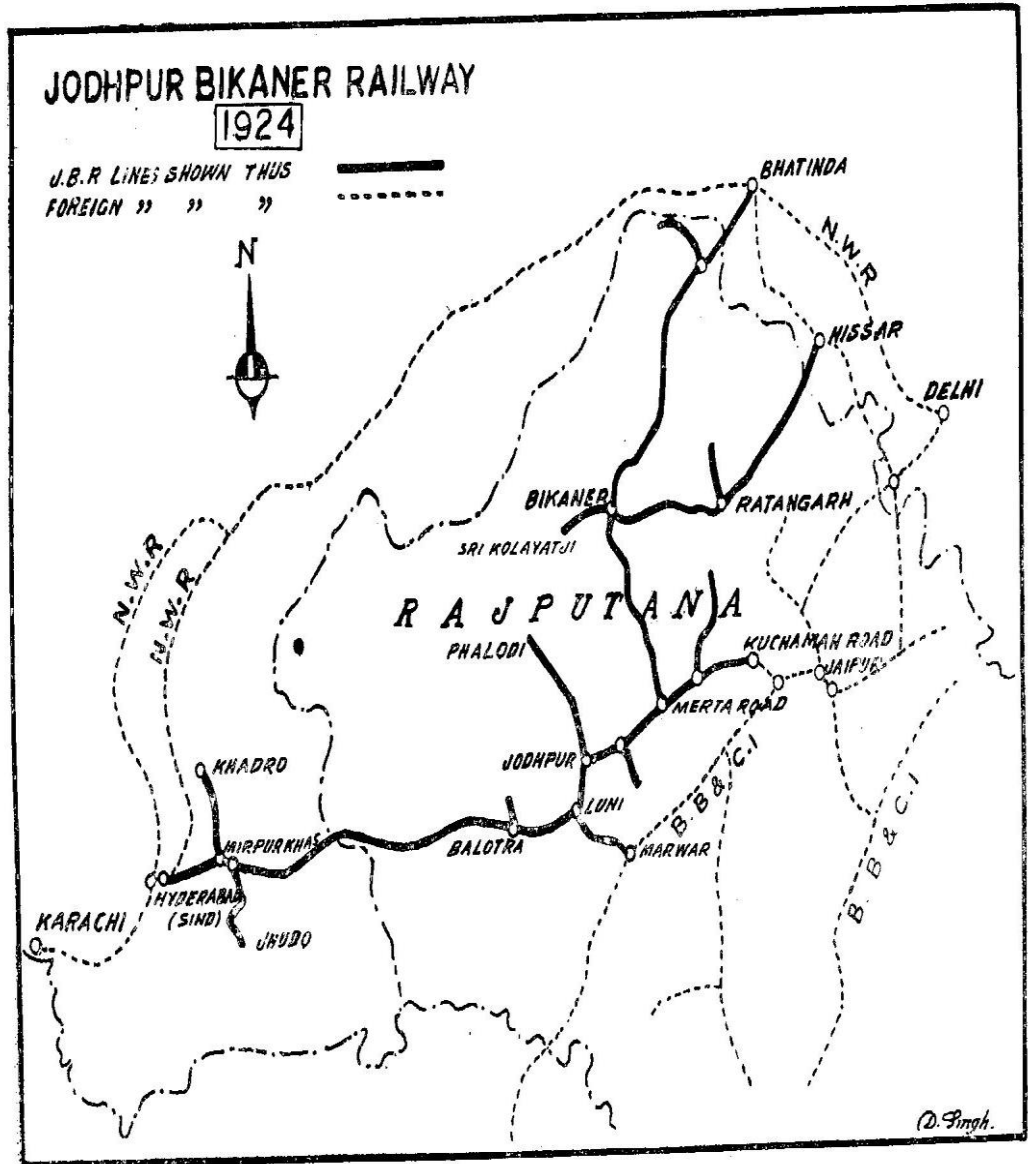 JODHPUR BIKANER RAILWAY
1924
J.B.R LINES SHOWN THUS
FOREIGN " " "
N
BHATINDA
N.W.R
HISSAR
DELHI
BIKANER
RATANGARH
SRI KOLAYATJI
N.W.R
N.W.R
RAJPUTANA
PHALODI
KUCHAMAN ROAD
JAIPUR
MERTA ROAD
JODHPUR
B.B & C.I
B.B & C.I
KHADRO
LUNI
MIRPURKHAS
BALOTRA
MARWAR
HYDERABAD
(SIND)
KARACHI
JHUDO
D. Singh.